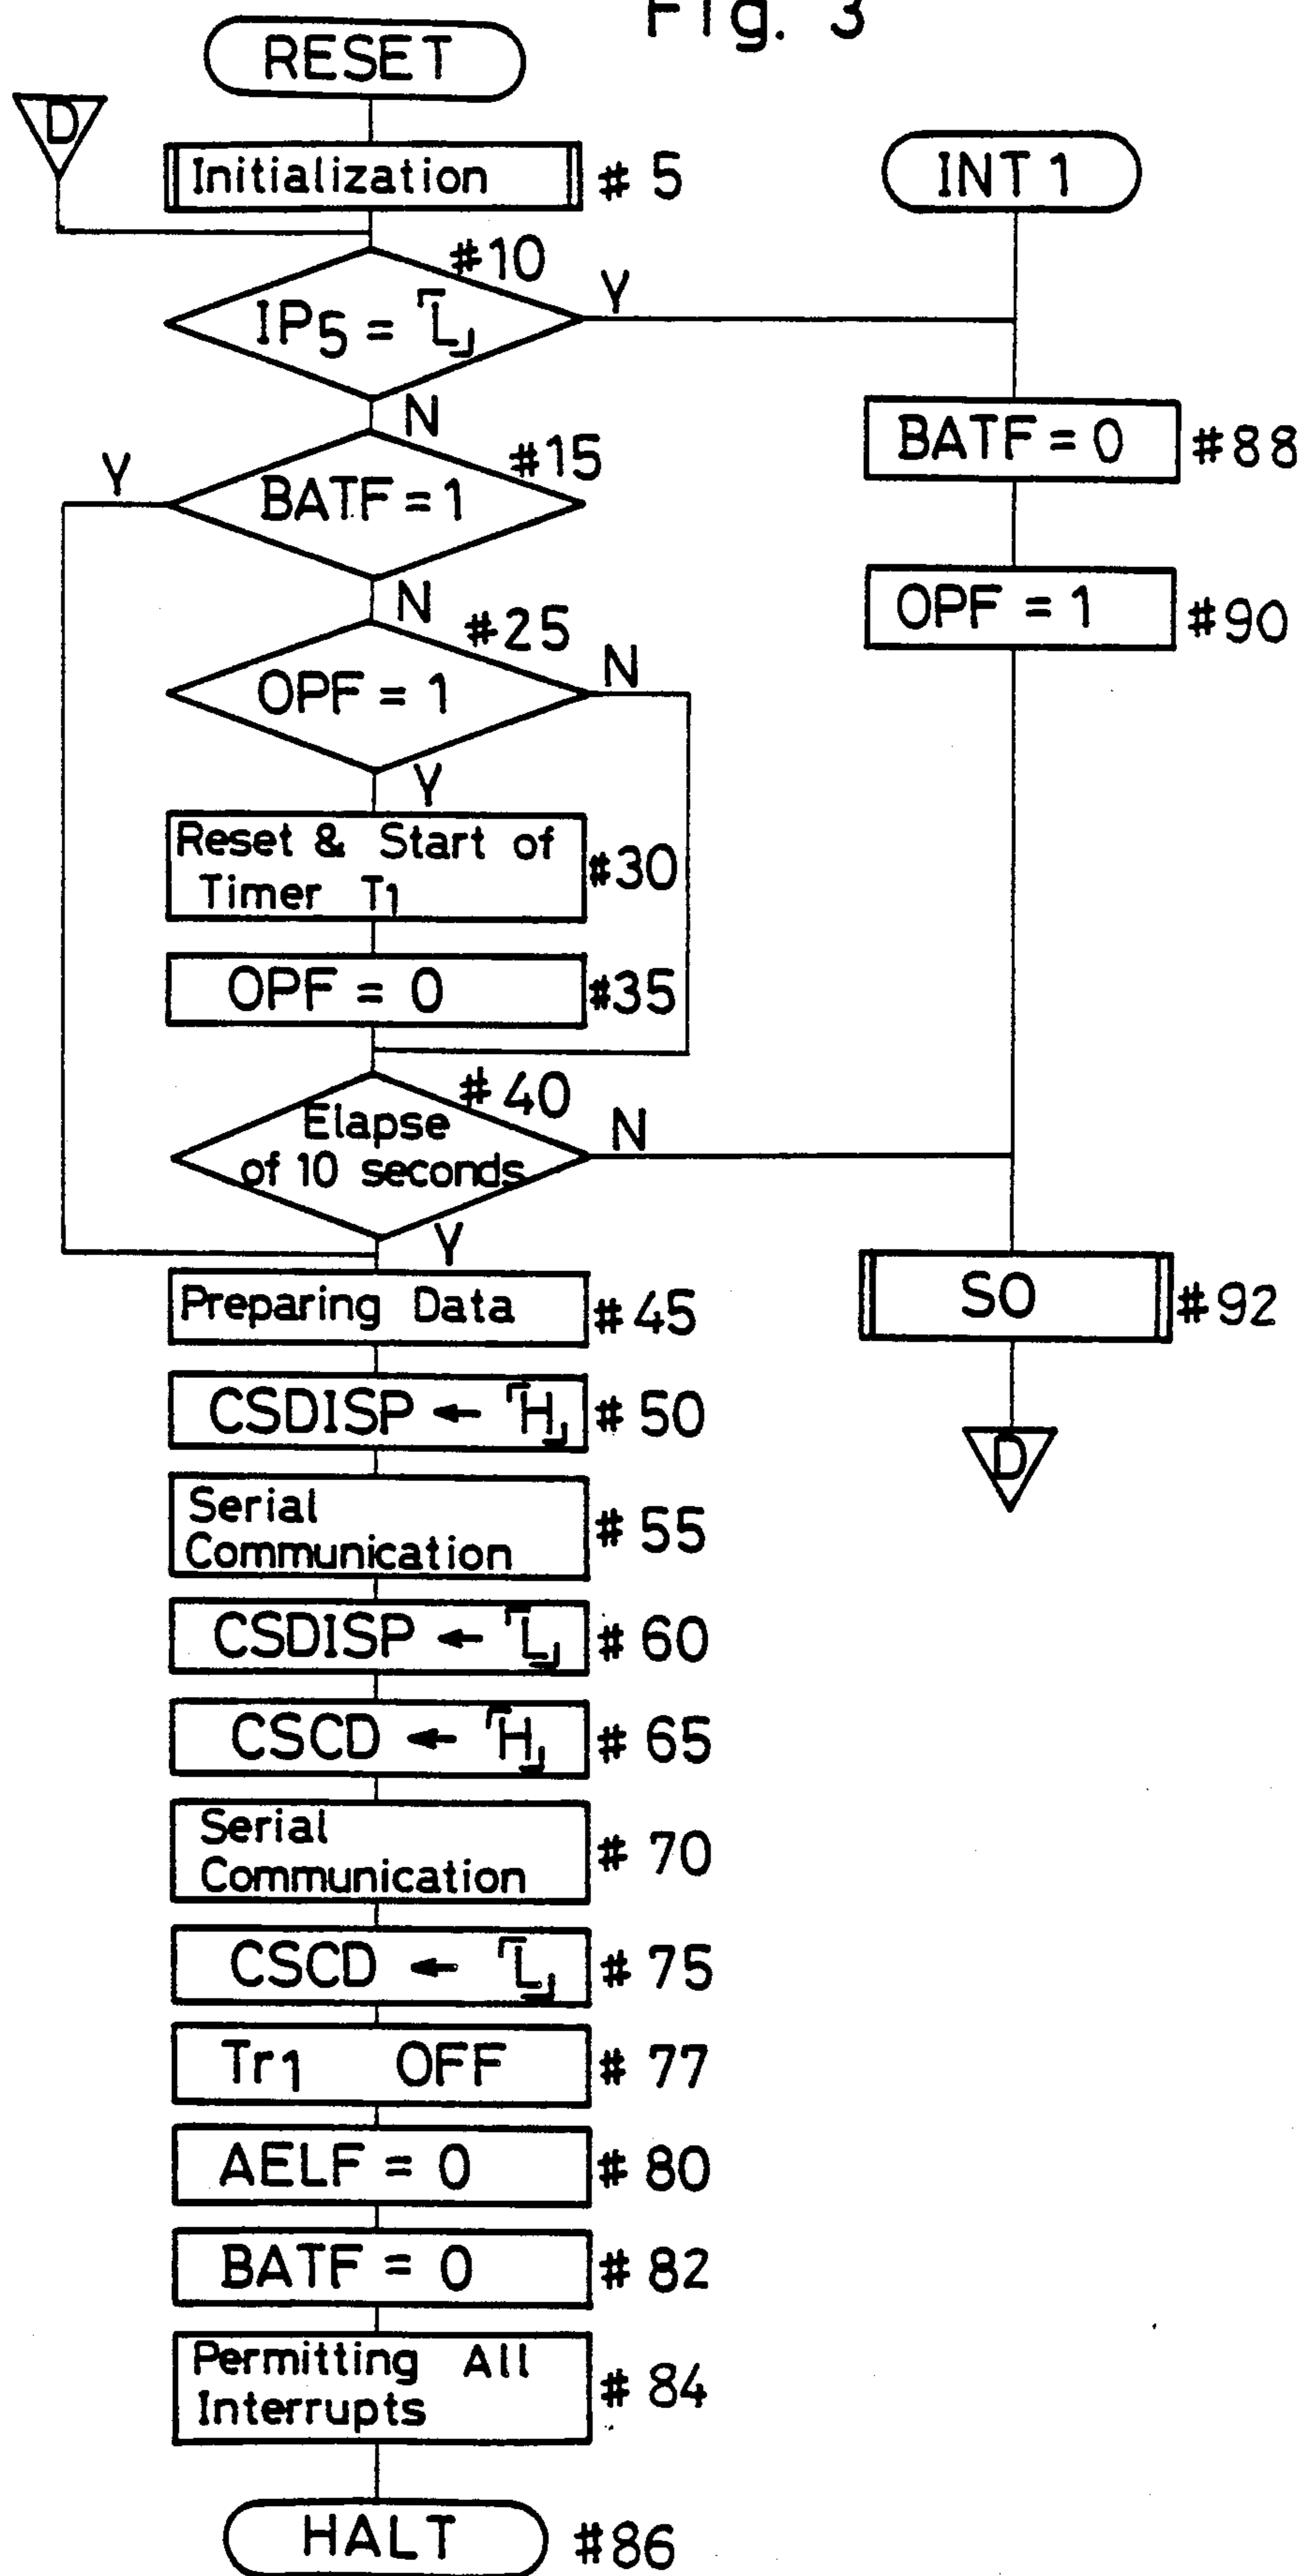 Fig. 3
RESET
D
Initialization
# 5
INT 1
#10
IP5 = 「L」
Y
N
BATF = 0
#88
#15
Y
BATF = 1
N
OPF = 1
#90
#25
OPF = 1
N
Y
Reset & Start of
Timer T1
#30
OPF = 0
#35
# 40
Elapse
of 10 seconds
N
Y
Preparing Data
# 45
SO
# 92
CSDISP ← 「H」
# 50
D
Serial
Communication
# 55
CSDISP ← 「L」
# 60
CSCD ← 「H」
# 65
Serial
Communication
# 70
CSCD ← 「L」
# 75
Tr1 OFF
# 77
AELF = 0
# 80
BATF = 0
# 82
Permitting All
Interrupts
# 84
HALT
#86